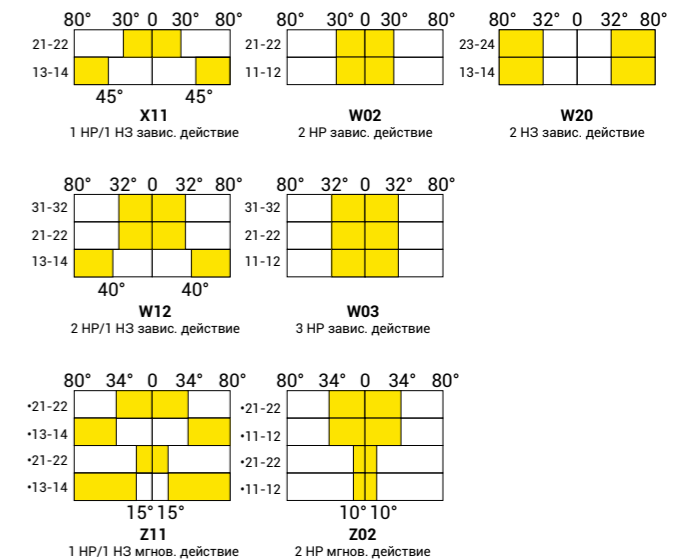 80° 30° 0 30° 80°
21-22
13-14
45° 45°
X11
1 НР/1 НЗ завис. действие
80° 30° 0 30° 80°
21-22
11-12
W02
2 НР завис. действие
80° 32° 0 32° 80°
23-24
13-14
W20
2 НЗ завис. действие
80° 32° 0 32° 80°
31-32
21-22
13-14
40° 40°
W12
2 НР/1 НЗ завис. действие
80° 32° 0 32° 80°
31-32
21-22
11-12
W03
3 НР завис. действие
80° 34° 0 34° 80°
•21-22
•13-14
•21-22
•13-14
15° 15°
Z11
1 НР/1 НЗ мгнов. действие
80° 34° 0 34° 80°
•21-22
•11-12
•21-22
•11-12
10° 10°
Z02
2 НР мгнов. действие